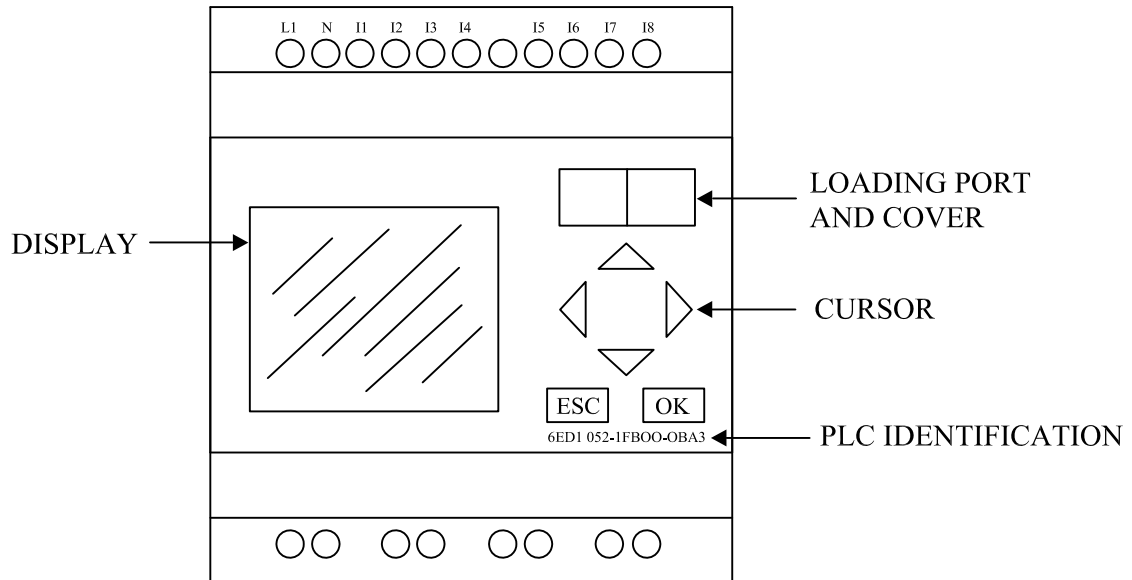 L1 N I1 I2 I3 I4 I5 I6 I7 I8
LOADING PORT
AND COVER
DISPLAY
CURSOR
ESC OK
6ED1 052-1FBOO-OBA3
PLC IDENTIFICATION